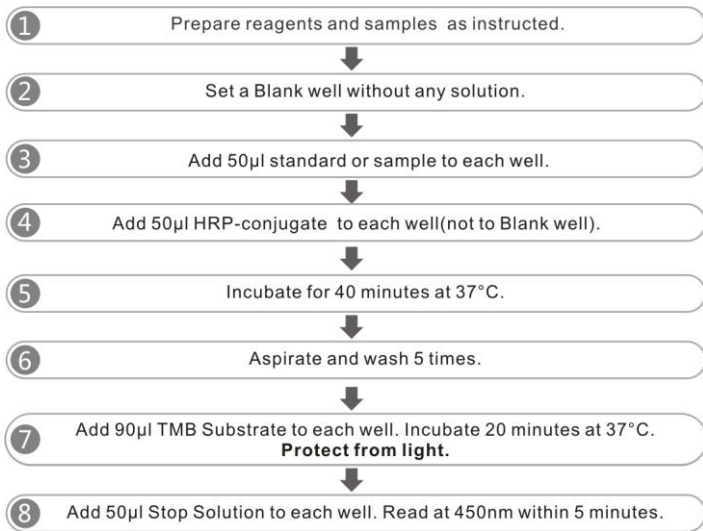 1 Prepare reagents and samples as instructed.
2 Set a Blank well without any solution.
3 Add 50μl standard or sample to each well.
4 Add 50μl HRP-conjugate to each well(not to Blank well).
5 Incubate for 40 minutes at 37°C.
6 Aspirate and wash 5 times.
7 Add 90μl TMB Substrate to each well. Incubate 20 minutes at 37°C.
Protect from light.
8 Add 50μl Stop Solution to each well. Read at 450nm within 5 minutes.